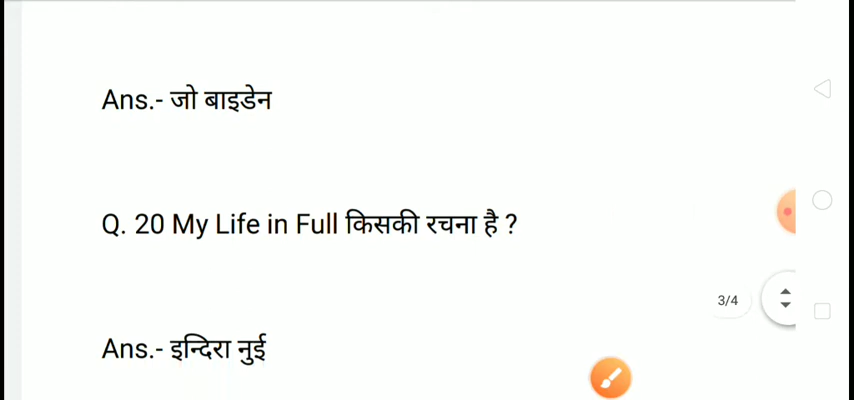 Ans.- जो बाइडेन
Q. 20 My Life in Full किसकी रचना है ?
3/4
Ans.- इन्दिरा नुई